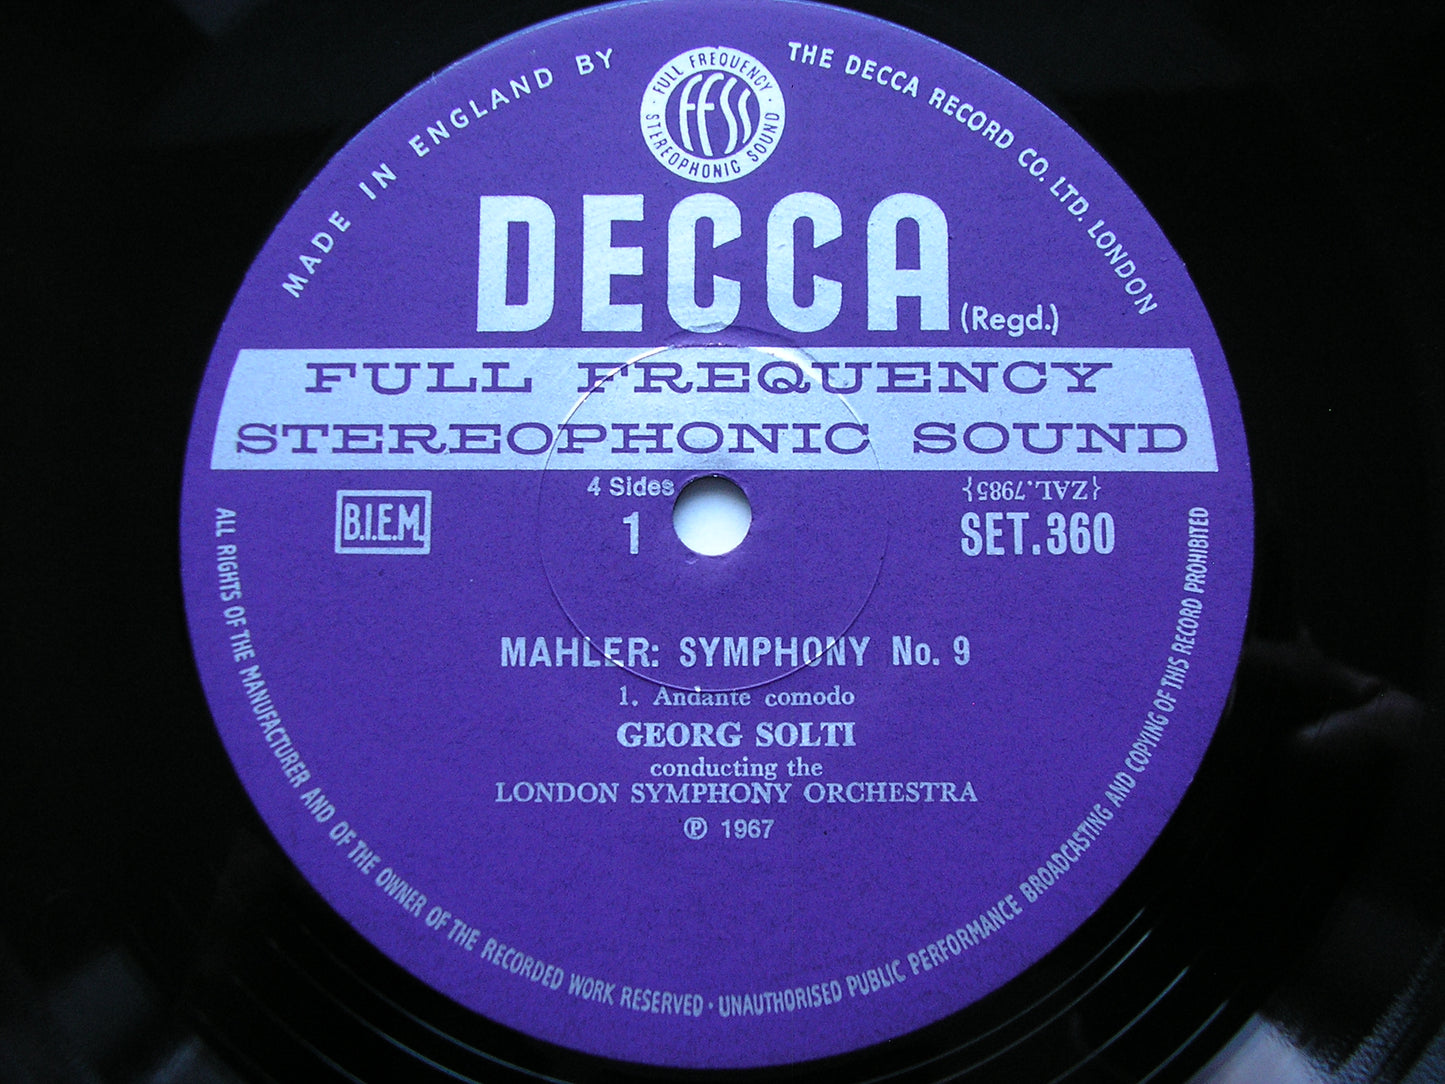 MADE IN ENGLAND BY
THE DECCA RECORD CO. LTD. LONDON
· FULL FREQUENCY ·
STEREOPHONIC SOUND
FFSS
DECCA (Regd.)
FULL FREQUENCY
STEREOPHONIC SOUND
4 Sides
{ZAL.7985}
B.I.E.M.
1
SET.360
MAHLER: SYMPHONY No. 9
1. Andante comodo
GEORG SOLTI
conducting the
LONDON SYMPHONY ORCHESTRA
℗ 1967
ALL RIGHTS OF THE MANUFACTURER AND OF THE OWNER OF THE RECORDED WORK RESERVED · UNAUTHORISED PUBLIC PERFORMANCE BROADCASTING AND COPYING OF THIS RECORD PROHIBITED